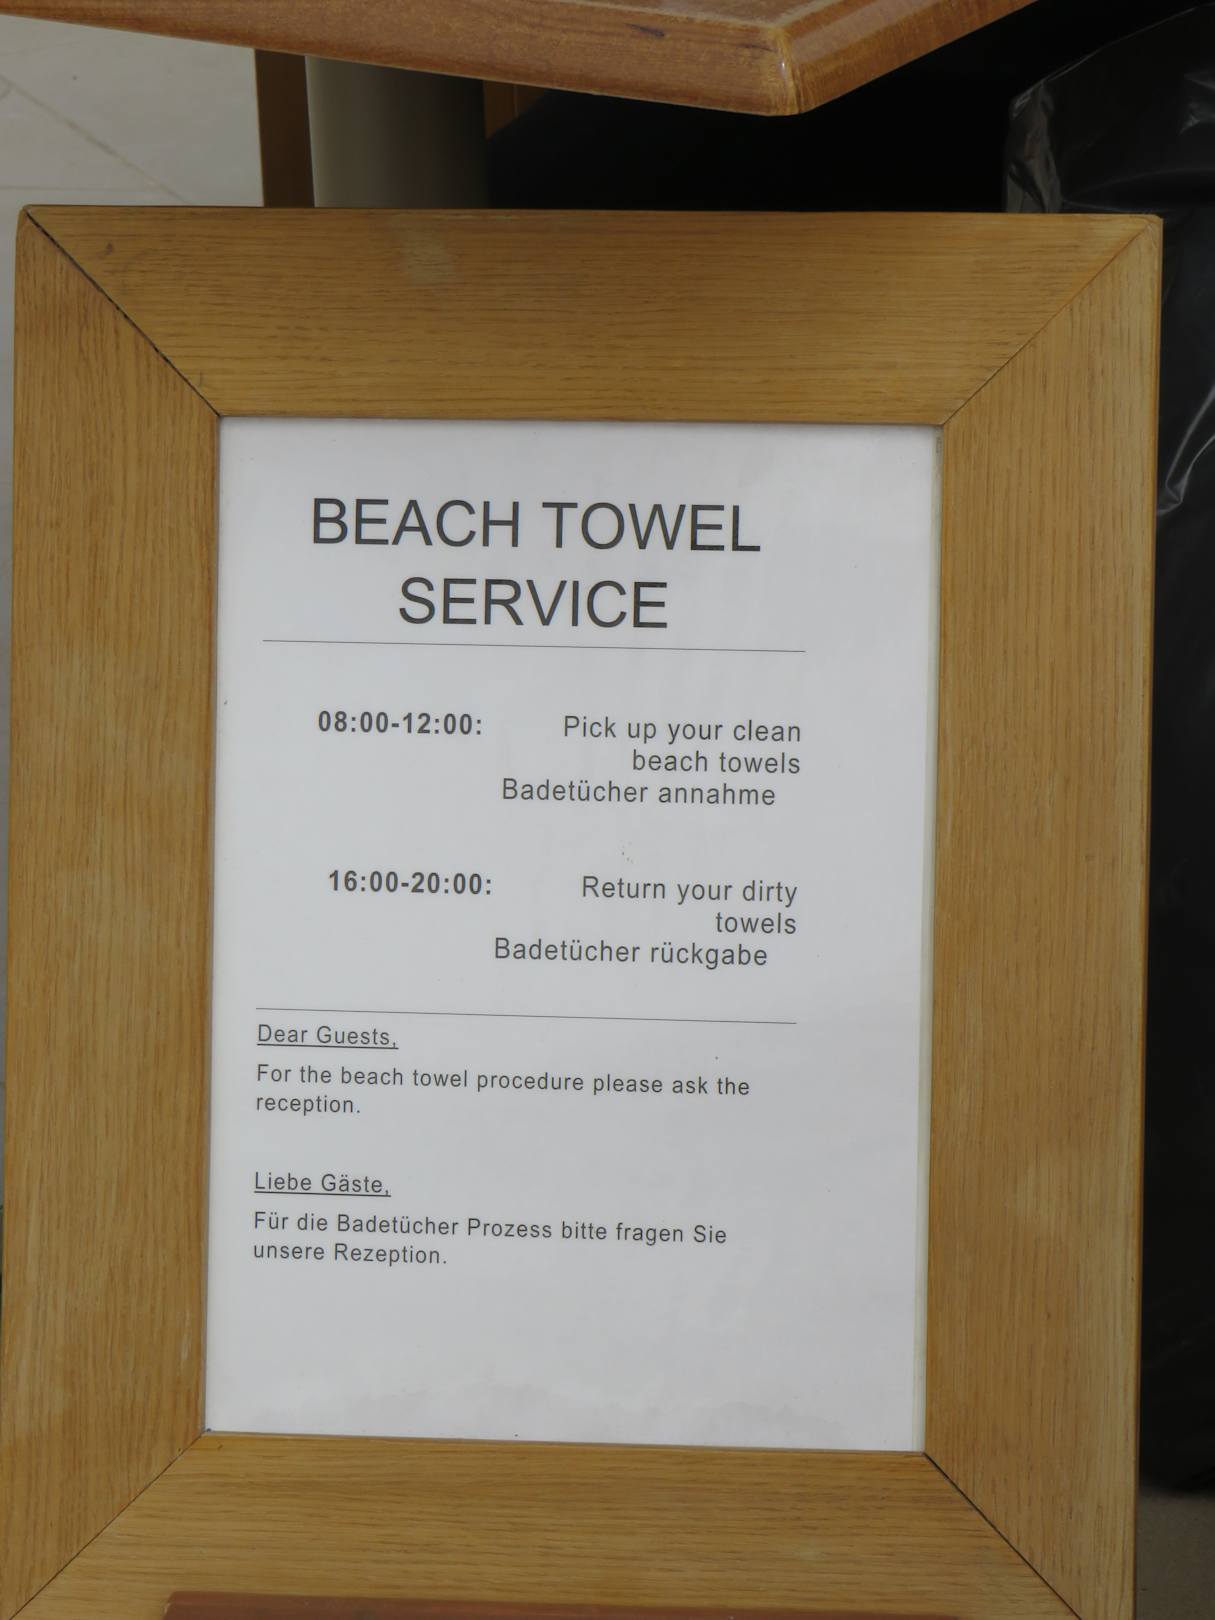 BEACH TOWEL
SERVICE
08:00-12:00: Pick up your clean
beach towels
Badetücher annahme
16:00-20:00: Return your dirty
towels
Badetücher rückgabe
Dear Guests,
For the beach towel procedure please ask the
reception.
Liebe Gäste,
Für die Badetücher Prozess bitte fragen Sie
unsere Rezeption.